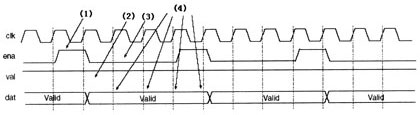 (1) (2) (3) (4)
clk
ena
val
dat Valid Valid Valid Valid